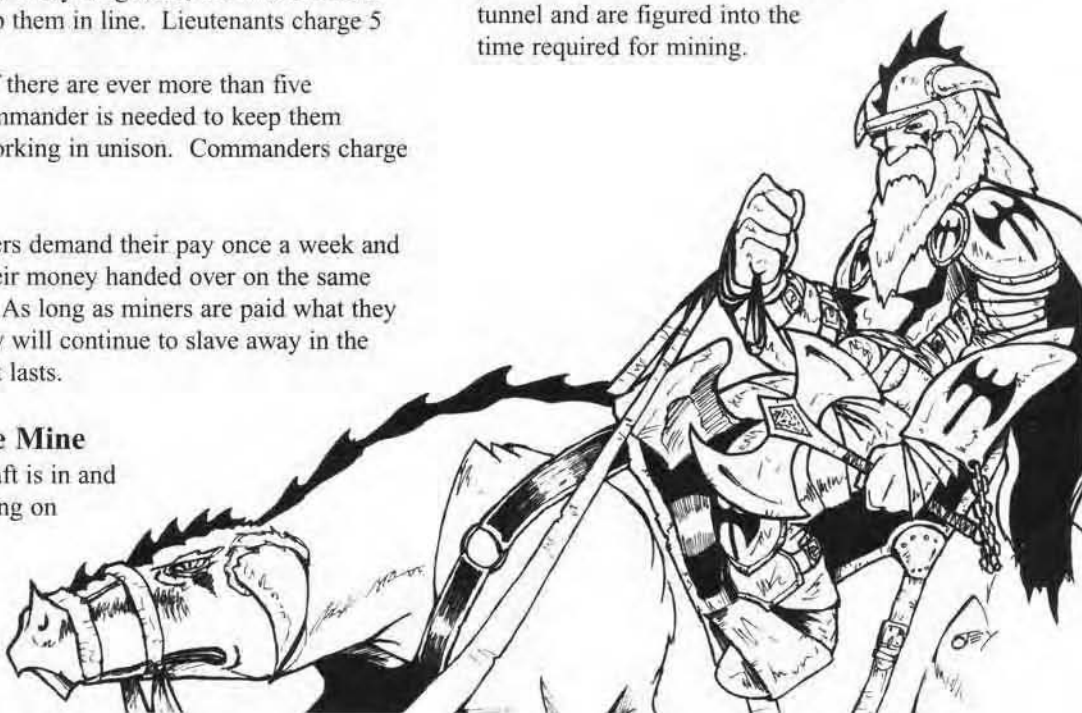 p them in line. Lieutenants charge 5
f there are ever more than five
mmander is needed to keep them
orking in unison. Commanders charge
ers demand their pay once a week and
eir money handed over on the same
As long as miners are paid what they
y will continue to slave away in the
t lasts.
e Mine
aft is in and
ng on
tunnel and are figured into the
time required for mining.